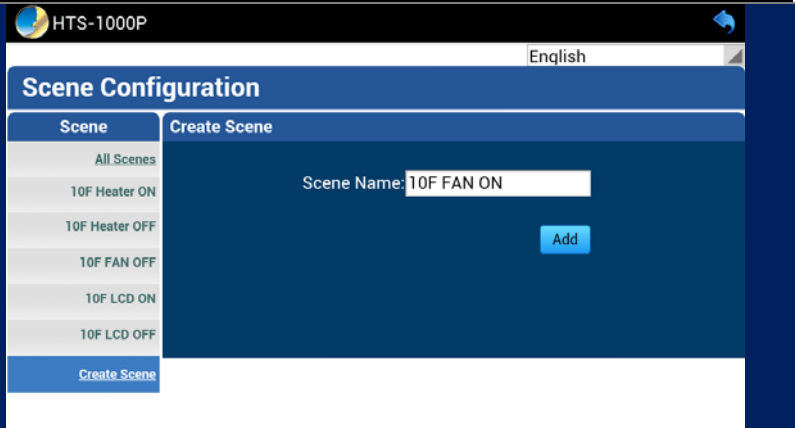 HTS-1000P
English
Scene Configuration
Scene
All Scenes
10F Heater ON
10F Heater OFF
10F FAN OFF
10F LCD ON
10F LCD OFF
Create Scene
Create Scene
Scene Name:10F FAN ON
Add